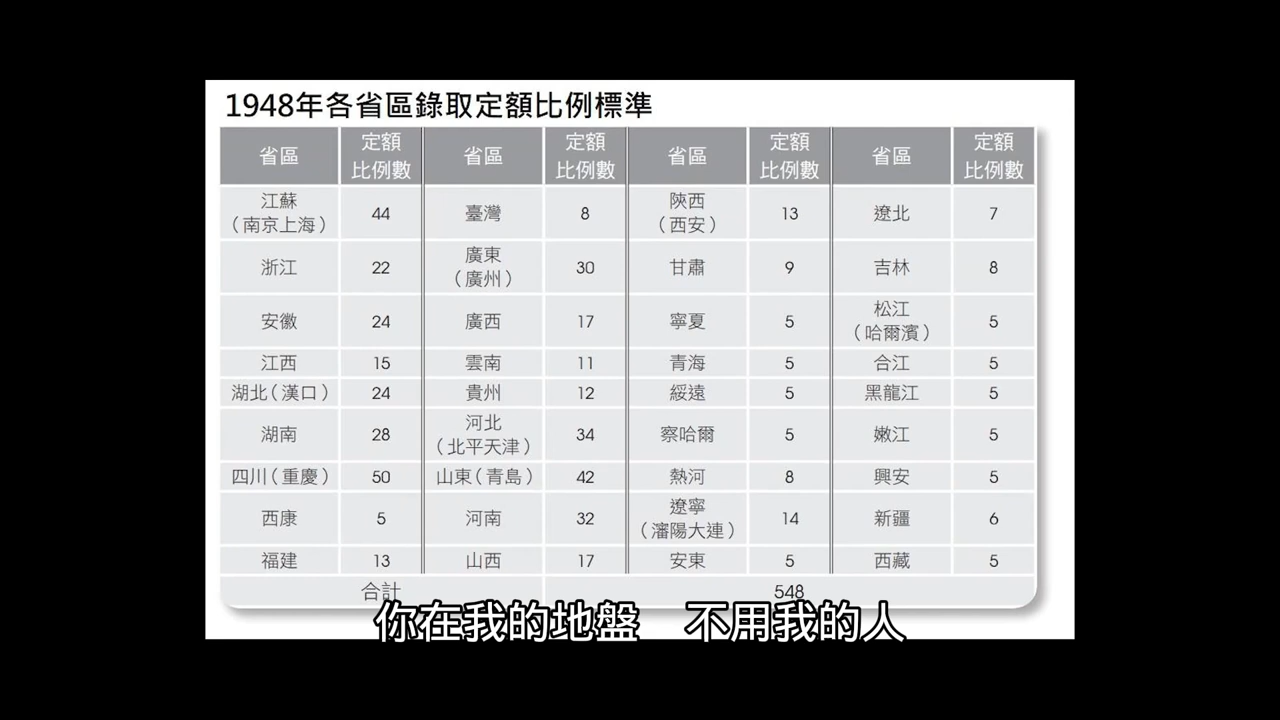 1948年各省區錄取定額比例標準
省區 定額比例數 省區 定額比例數 省區 定額比例數 省區 定額比例數
江蘇（南京上海） 44 臺灣 8 陝西（西安） 13 遼北 7
浙江 22 廣東（廣州） 30 甘肅 9 吉林 8
安徽 24 廣西 17 寧夏 5 松江（哈爾濱） 5
江西 15 雲南 11 青海 5 合江 5
湖北（漢口） 24 貴州 12 綏遠 5 黑龍江 5
湖南 28 河北（北平天津） 34 察哈爾 5 嫩江 5
四川（重慶） 50 山東（青島） 42 熱河 8 興安 5
西康 5 河南 32 遼寧（瀋陽大連） 14 新疆 6
福建 13 山西 17 安東 5 西藏 5
合計 548
你在我的地盤 不用我的人